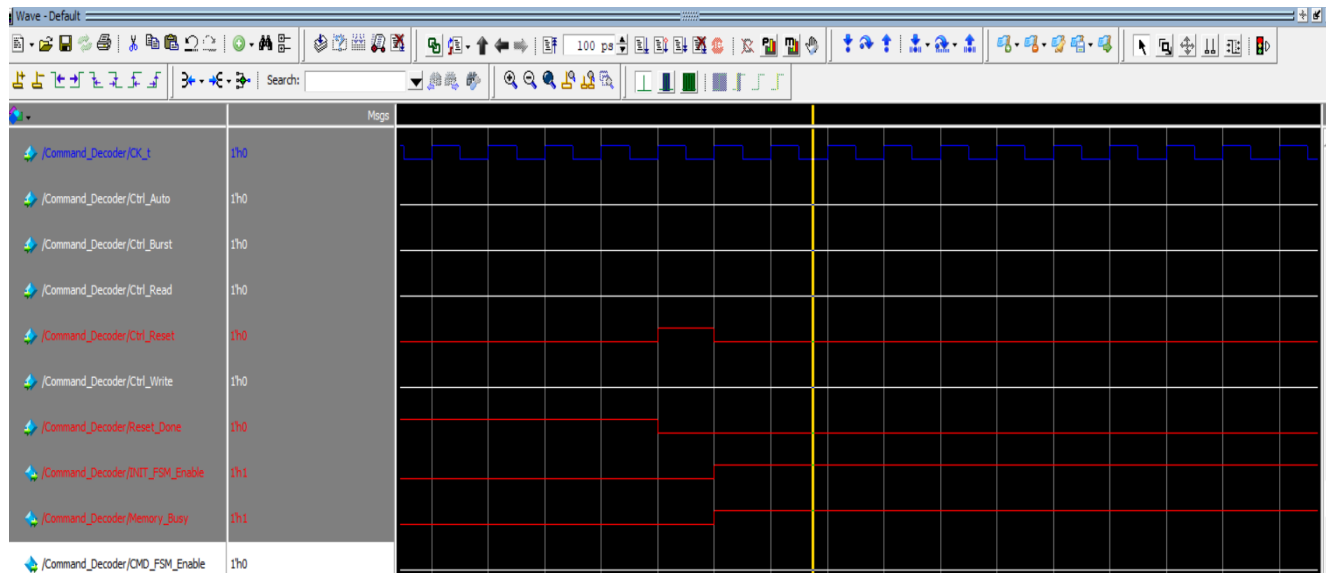 Wave - Default
100 ps
Search:
Msgs
/Command_Decoder/CK_t 1'h0
/Command_Decoder/Ctrl_Auto 1'h0
/Command_Decoder/Ctrl_Burst 1'h0
/Command_Decoder/Ctrl_Read 1'h0
/Command_Decoder/Ctrl_Reset 1'h0
/Command_Decoder/Ctrl_Write 1'h0
/Command_Decoder/Reset_Done 1'h0
/Command_Decoder/INIT_FSM_Enable 1'h1
/Command_Decoder/Memory_Busy 1'h1
/Command_Decoder/CMD_FSM_Enable 1'h0